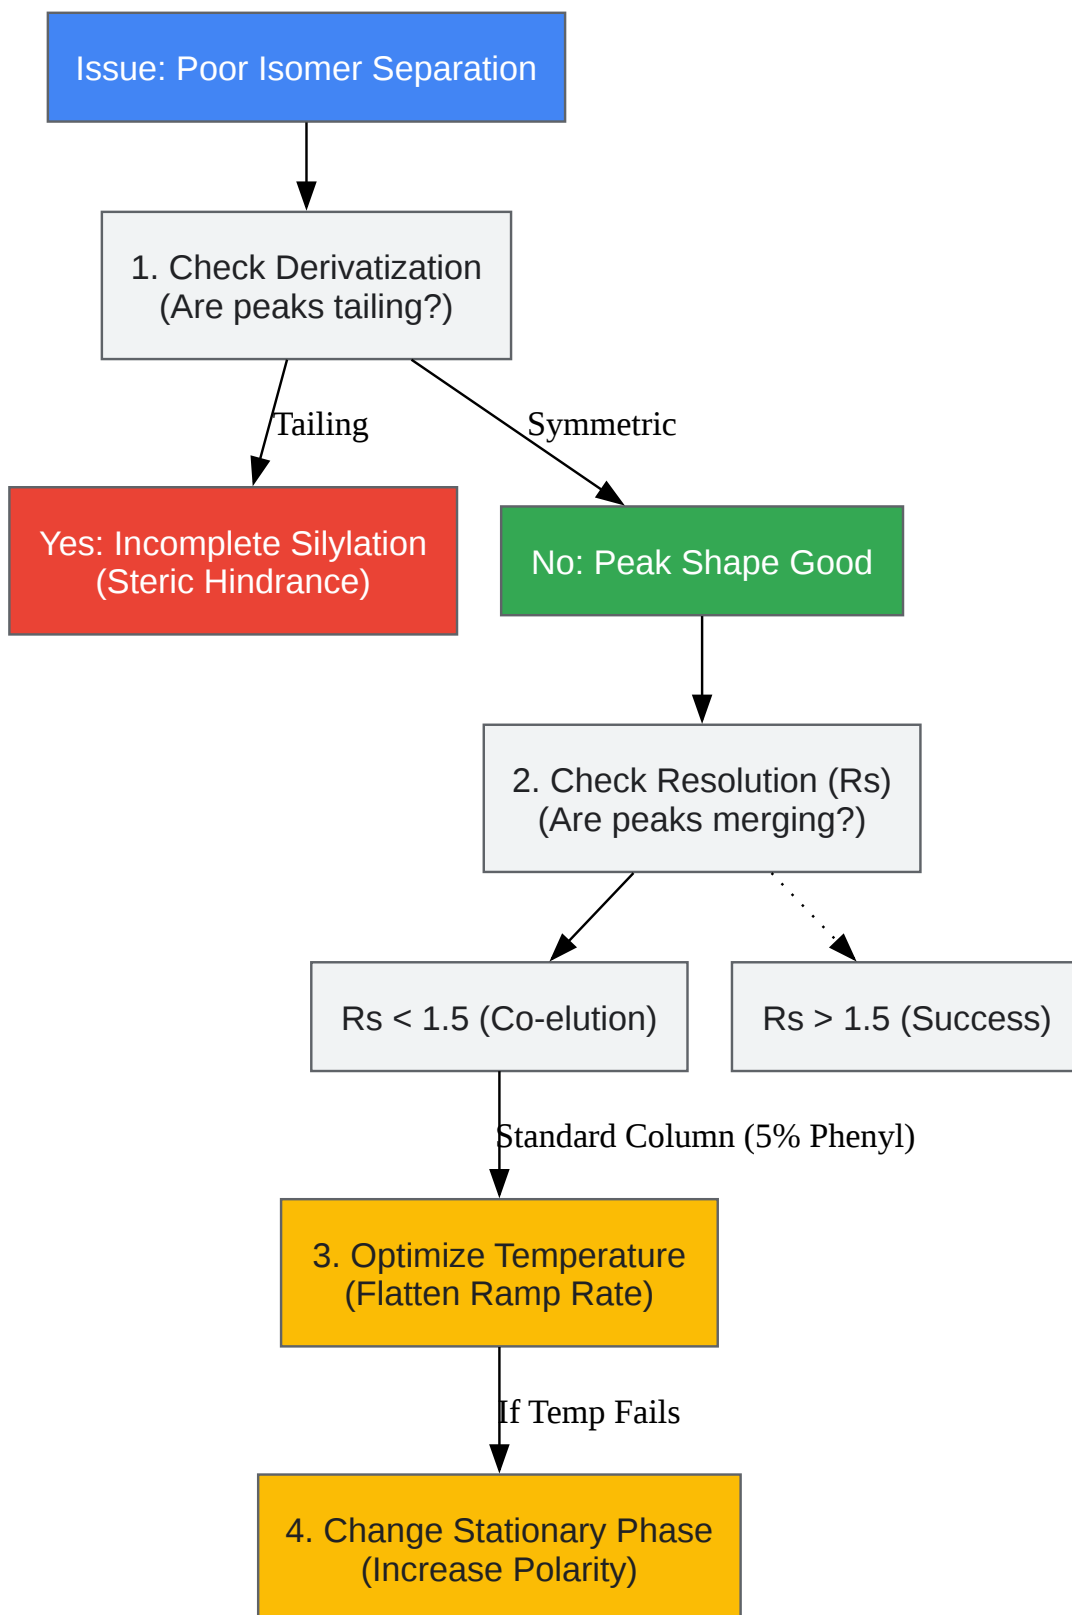 Issue: Poor Isomer Separation
1. Check Derivatization
(Are peaks tailing?)
Tailing
Symmetric
Yes: Incomplete Silylation
(Steric Hindrance)
No: Peak Shape Good
2. Check Resolution (Rs)
(Are peaks merging?)
Rs < 1.5 (Co-elution)
Rs > 1.5 (Success)
Standard Column (5% Phenyl)
3. Optimize Temperature
(Flatten Ramp Rate)
If Temp Fails
4. Change Stationary Phase
(Increase Polarity)